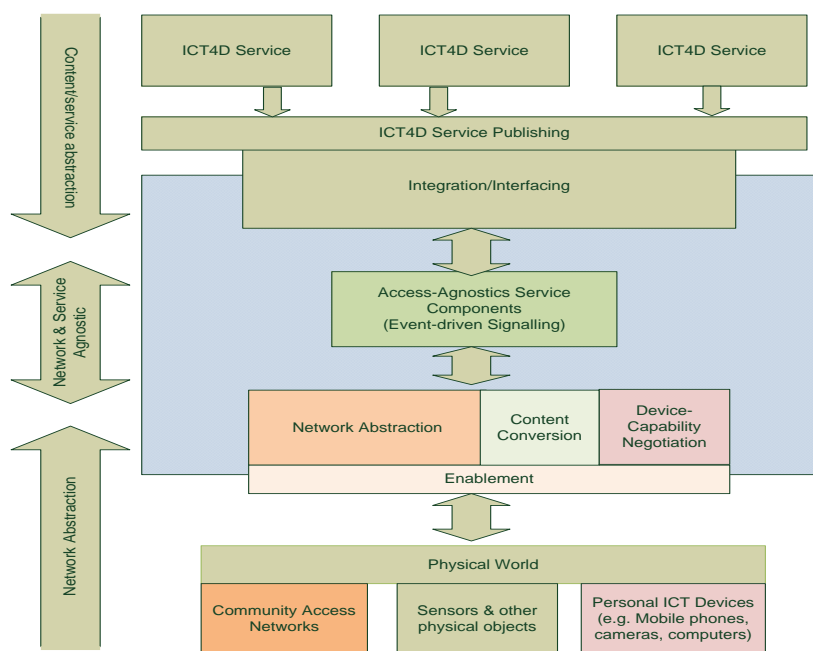 ICT4D Service
ICT4D Service
ICT4D Service
ICT4D Service Publishing
Integration/Interfacing
Access-Agnostics Service
Components
(Event-driven Signalling)
Network Abstraction
Content
Conversion
Device-
Capability
Negotiation
Enablement
Physical World
Community Access
Networks
Sensors & other
physical objects
Personal ICT Devices
(e.g. Mobile phones,
cameras, computers)
Content/service abstraction
Network & Service
Agnostic
Network Abstraction